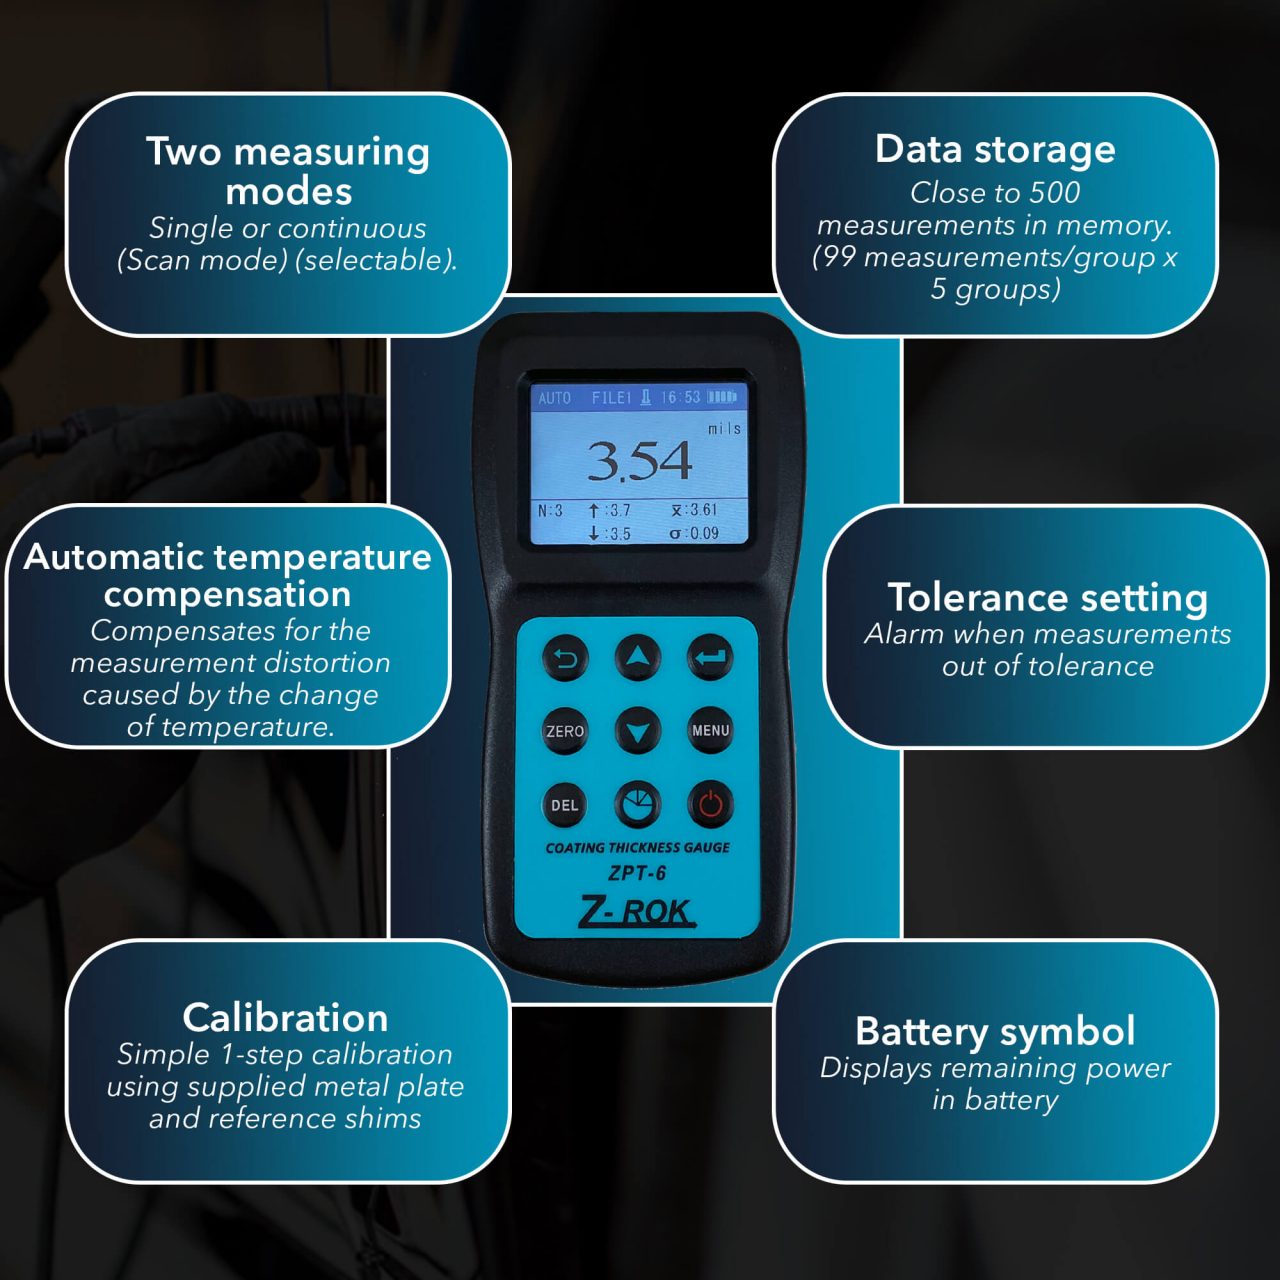 Two measuring
modes
Single or continuous
(Scan mode) (selectable).
Data storage
Close to 500
measurements in memory.
(99 measurements/group x
5 groups)
AUTO FILE1 16:53
mils
3.54
N:3 ↑:3.7 x̄:3.61
↓:3.5 σ:0.09
Automatic temperature
compensation
Compensates for the
measurement distortion
caused by the change
of temperature.
Tolerance setting
Alarm when measurements
out of tolerance
ZERO MENU
DEL
COATING THICKNESS GAUGE
ZPT-6
Z-ROK
Calibration
Simple 1-step calibration
using supplied metal plate
and reference shims
Battery symbol
Displays remaining power
in battery